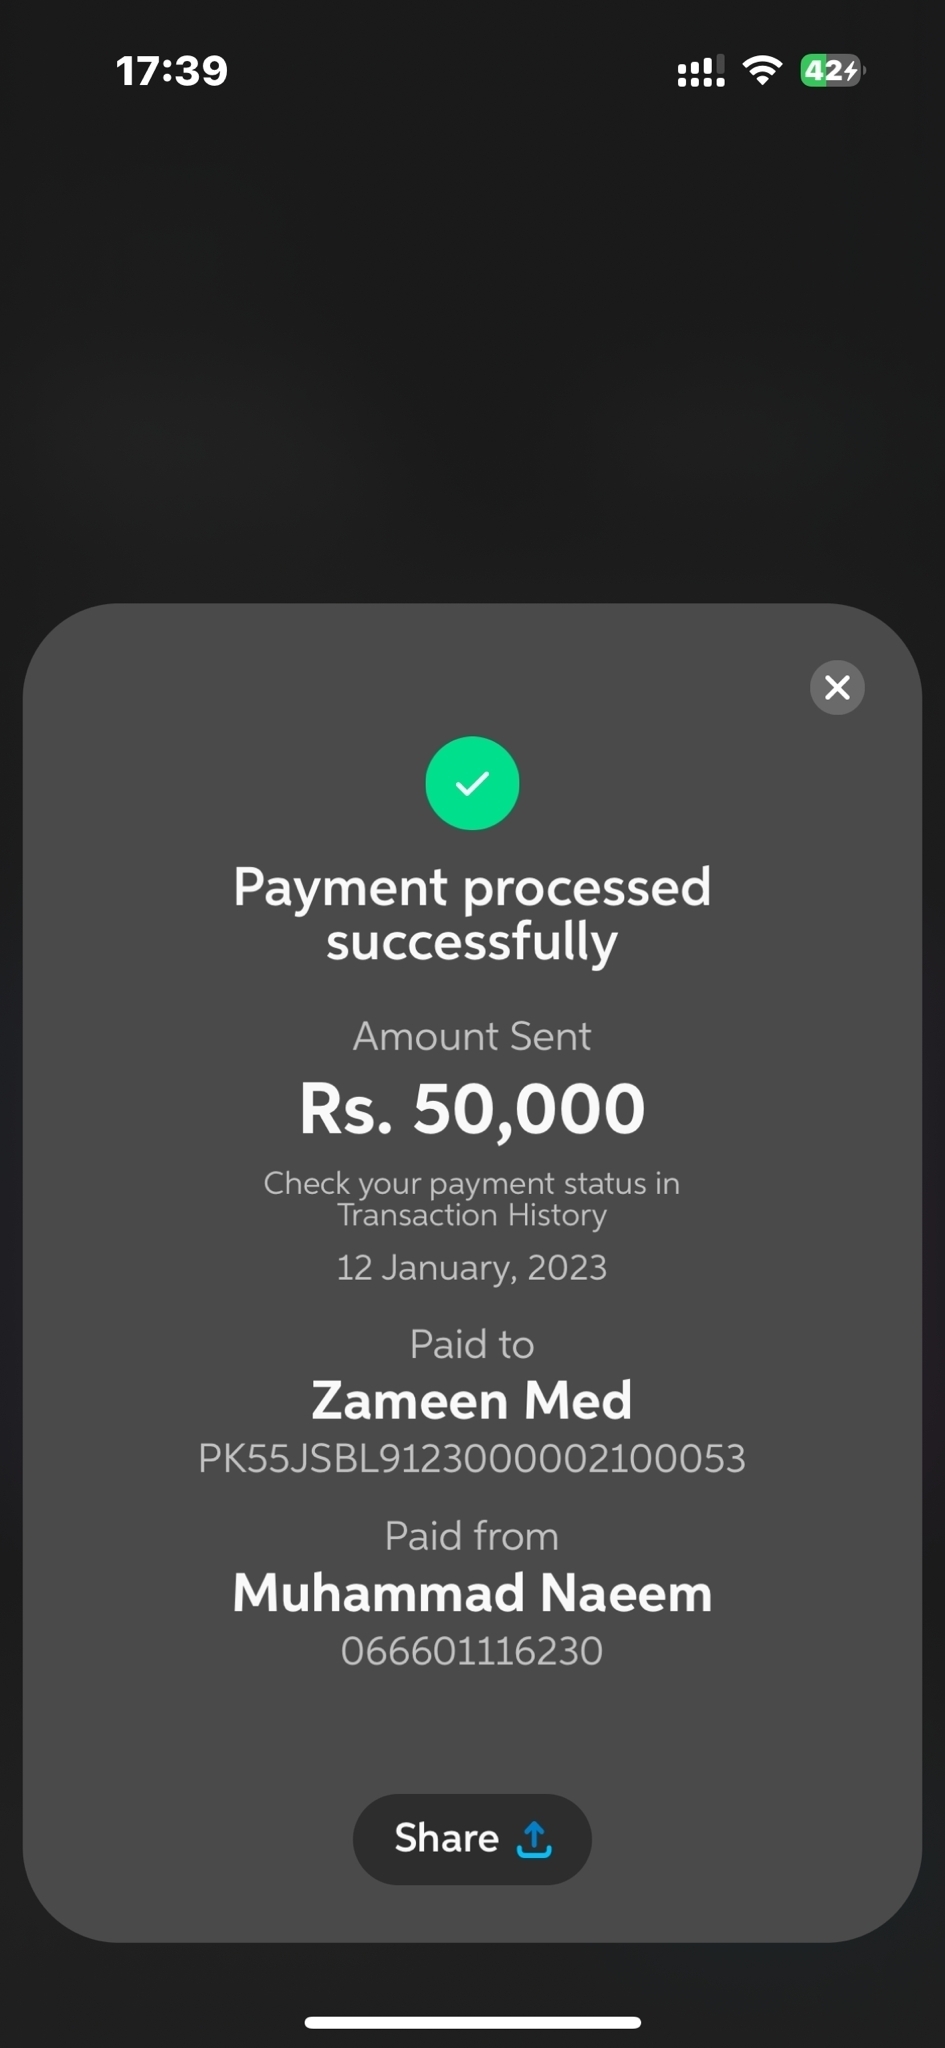 17:39
42
Payment processed
successfully
Amount Sent
Rs. 50,000
Check your payment status in
Transaction History
12 January, 2023
Paid to
Zameen Med
PK55JSBL9123000002100053
Paid from
Muhammad Naeem
066601116230
Share